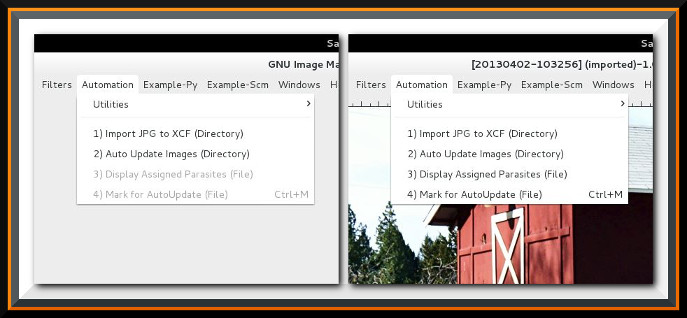 Sa
GNU Image Ma
Filters Automation Example-Py Example-Scm Windows H
Utilities
1) Import JPG to XCF (Directory)
2) Auto Update Images (Directory)
3) Display Assigned Parasites (File)
4) Mark for AutoUpdate (File) Ctrl+M
Sa
[20130402-103256] (imported)-1.
Filters Automation Example-Py Example-Scm Windows H
Utilities
1) Import JPG to XCF (Directory)
2) Auto Update Images (Directory)
3) Display Assigned Parasites (File)
4) Mark for AutoUpdate (File) Ctrl+M